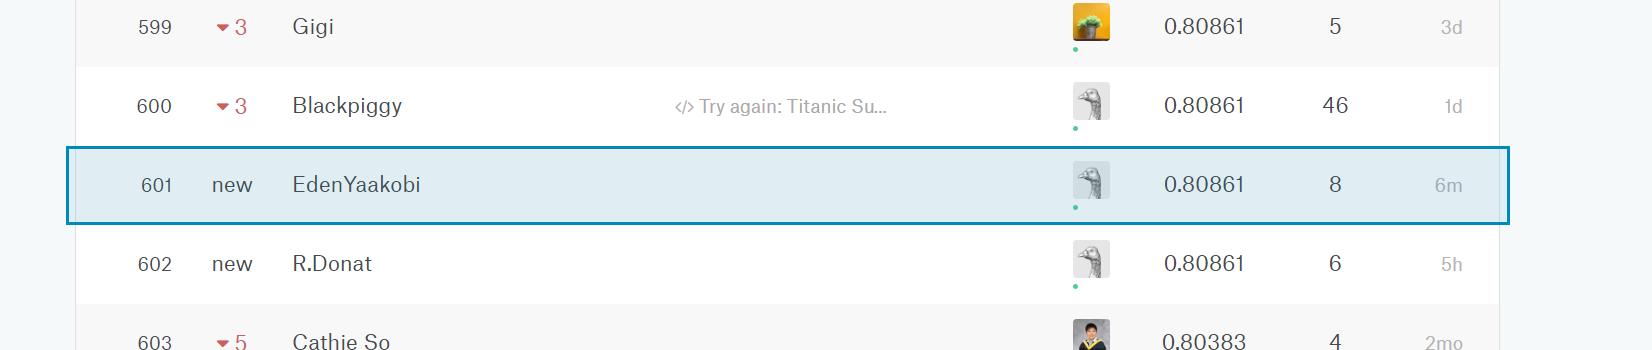 599 3 Gigi 0.80861 5 3d
600 3 Blackpiggy </> Try again: Titanic Su... 0.80861 46 1d
601 new EdenYaakobi 0.80861 8 6m
602 new R.Donat 0.80861 6 5h
603 5 Cathie So 0.80383 4 2mo